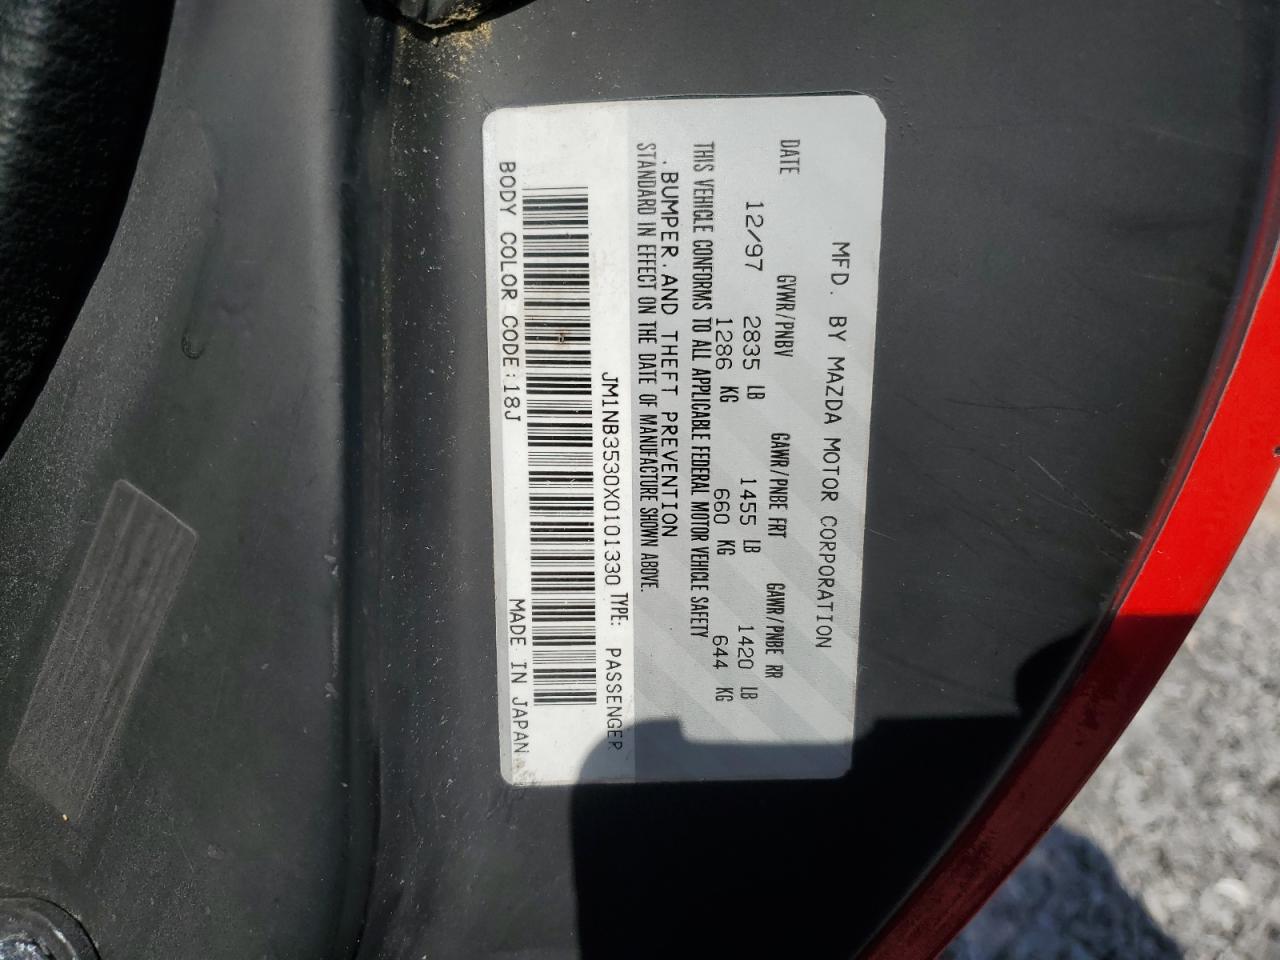 MFD. BY MAZDA MOTOR CORPORATION
DATE GVWR/PNBV GAWR/PNBE FRT GAWR/PNBE RR
12/97 2835 LB 1455 LB 1420 LB
1286 KG 660 KG 644 KG
THIS VEHICLE CONFORMS TO ALL APPLICABLE FEDERAL MOTOR VEHICLE SAFETY
.BUMPER.AND THEFT PREVENTION
STANDARD IN EFFECT ON THE DATE OF MANUFACTURE SHOWN ABOVE.
JM1NB3530X0101330 TYPE: PASSENGER
BODY COLOR CODE:18J MADE IN JAPAN